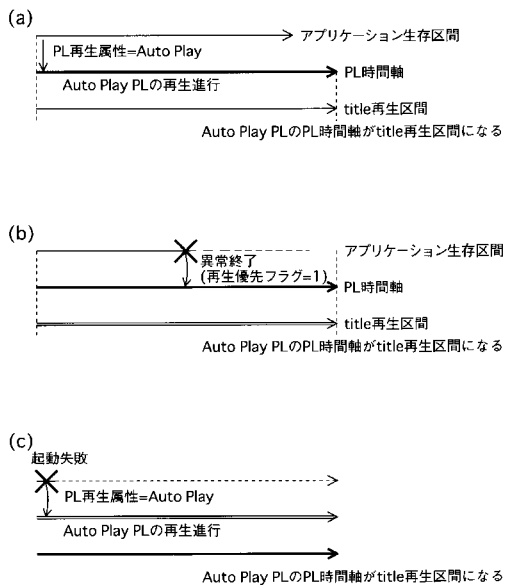 (a)
アプリケーション生存区間
PL再生属性=Auto Play
PL時間軸
Auto Play PLの再生進行
title再生区間
Auto Play PLのPL時間軸がtitle再生区間になる
(b)
アプリケーション生存区間
異常終了
(再生優先フラグ=1)
PL時間軸
title再生区間
Auto Play PLのPL時間軸がtitle再生区間になる
(c)
起動失敗
PL再生属性=Auto Play
Auto Play PLの再生進行
Auto Play PLのPL時間軸がtitle再生区間になる